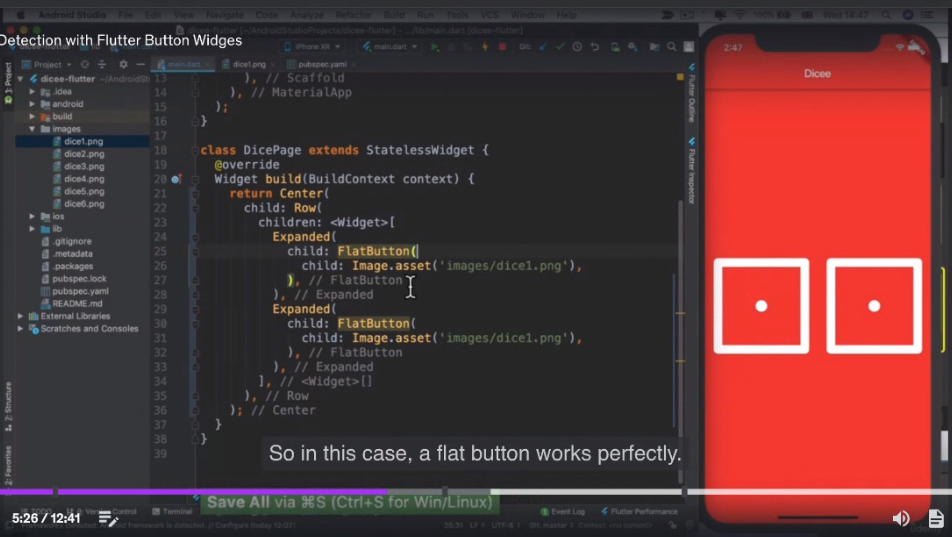 Android Studio File Edit View Navigate Code Analyze Refactor Build Run Tools VCS Window Help
100% Wed 14:47
Detection with Flutter Button Widges
iPhone XR
main.dart
Git:
Project
main.dart
dice1.png
pubspec.yaml
dicee-flutter ~/AndroidSt
.idea
android
build
images
dice1.png
dice2.png
dice3.png
dice4.png
dice5.png
dice6.png
ios
lib
.gitignore
.metadata
.packages
pubspec.lock
pubspec.yaml
README.md
External Libraries
Scratches and Consoles
1: Project
2: Structure
2: Favorites
13 ), // Scaffold
14 ), // MaterialApp
15 );
16 }
17
18 class DicePage extends StatelessWidget {
19 @override
20 Widget build(BuildContext context) {
21 return Center(
22 child: Row(
23 children: <Widget>[
24 Expanded(
25 child: FlatButton(
26 child: Image.asset('images/dice1.png'),
27 ), // FlatButton
28 ), // Expanded
29 Expanded(
30 child: FlatButton(
31 child: Image.asset('images/dice1.png'),
32 ), // FlatButton
33 ), // Expanded
34 ], // <Widget>[]
35 ), // Row
36 ); // Center
37 }
38 }
39
Flutter Outline
Flutter Inspector
2:47
Dicee
So in this case, a flat button works perfectly.
Save All via ⌘S (Ctrl+S for Win/Linux)
TODO
Terminal
Event Log
Flutter Performance
5:26 / 12:41